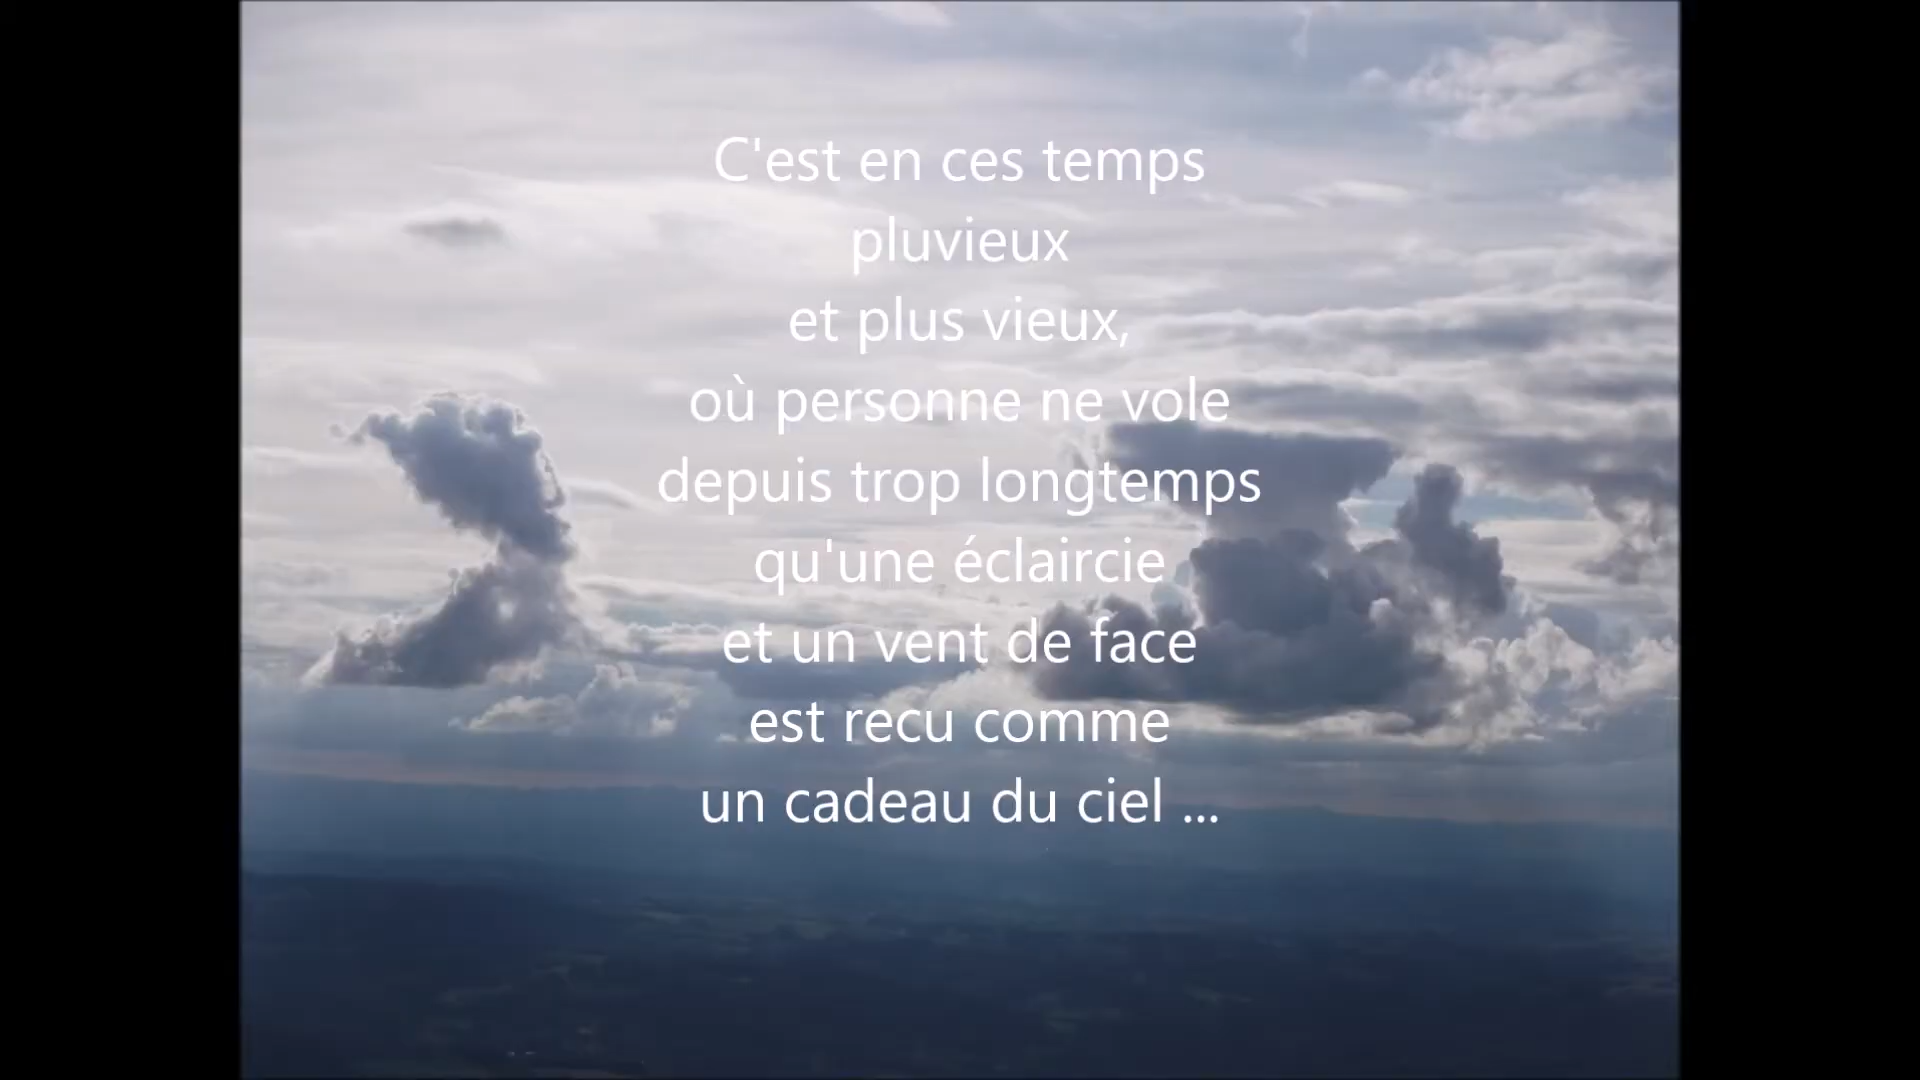 C'est en ces temps
pluvieux
et plus vieux,
où personne ne vole
depuis trop longtemps
qu'une éclaircie
et un vent de face
est recu comme
un cadeau du ciel ...